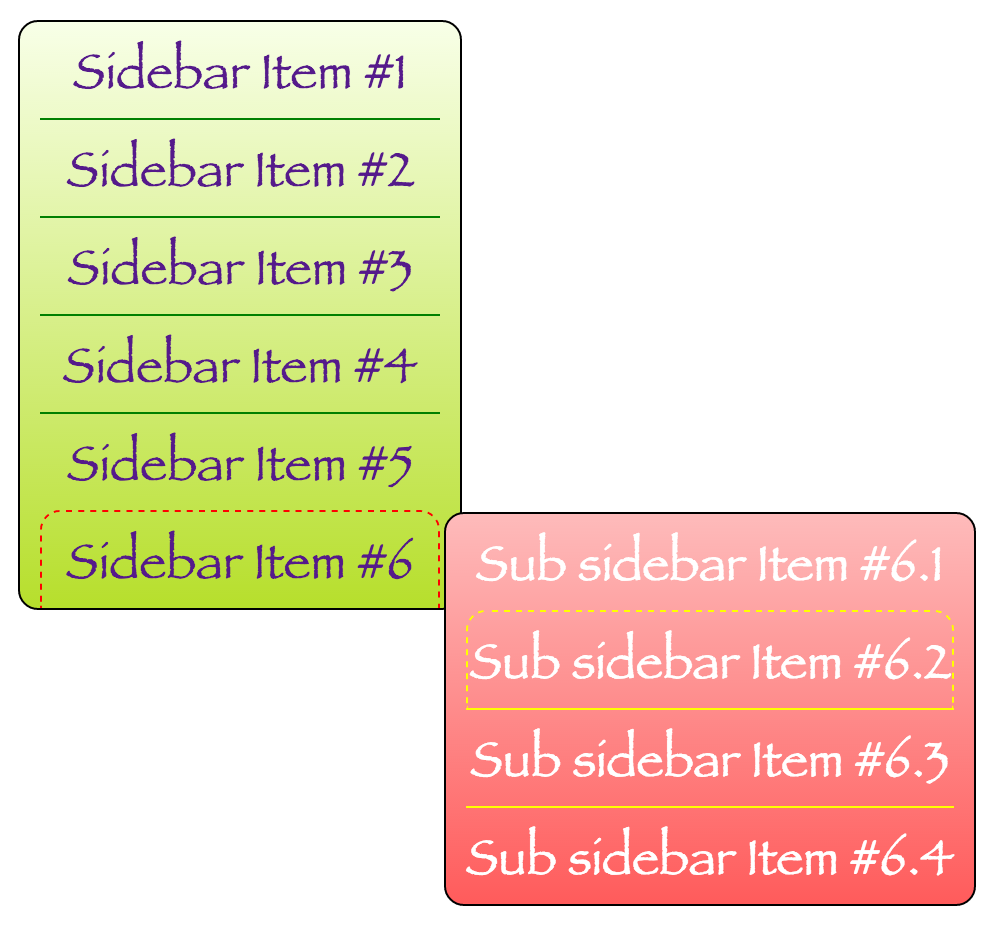 Sidebar Item #1
Sidebar Item #2
Sidebar Item #3
Sidebar Item #4
Sidebar Item #5
Sidebar Item #6
Sub sidebar Item #6.1
Sub sidebar Item #6.2
Sub sidebar Item #6.3
Sub sidebar Item #6.4